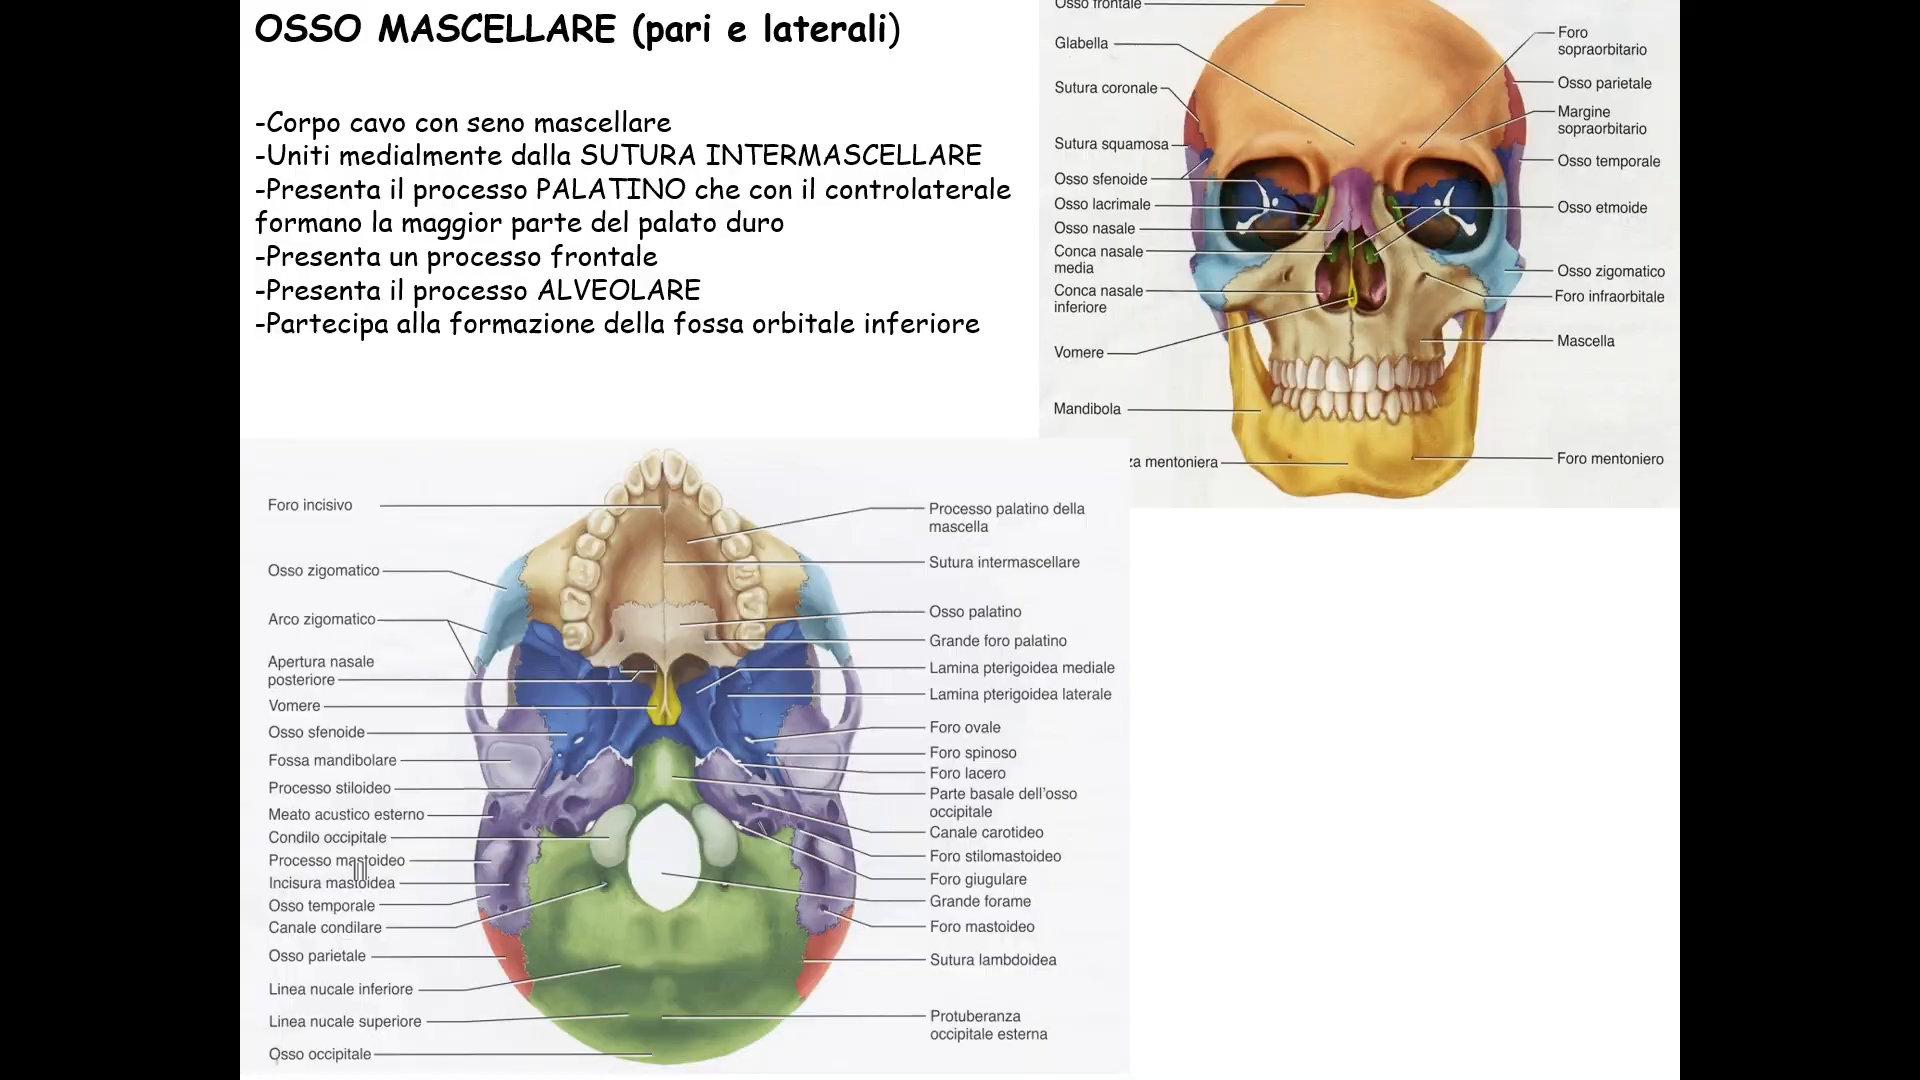 OSSO MASCELLARE (pari e laterali)
-Corpo cavo con seno mascellare
-Uniti medialmente dalla SUTURA INTERMASCELLARE
-Presenta il processo PALATINO che con il controlaterale
formano la maggior parte del palato duro
-Presenta un processo frontale
-Presenta il processo ALVEOLARE
-Partecipa alla formazione della fossa orbitale inferiore
Osso frontale
Glabella
Sutura coronale
Sutura squamosa
Osso sfenoide
Osso lacrimale
Osso nasale
Conca nasale
media
Conca nasale
inferiore
Vomere
Mandibola
za mentoniera
Foro
sopraorbitario
Osso parietale
Margine
sopraorbitario
Osso temporale
Osso etmoide
Osso zigomatico
Foro infraorbitale
Mascella
Foro mentoniero
Foro incisivo
Osso zigomatico
Arco zigomatico
Apertura nasale
posteriore
Vomere
Osso sfenoide
Fossa mandibolare
Processo stiloideo
Meato acustico esterno
Condilo occipitale
Processo mastoideo
Incisura mastoidea
Osso temporale
Canale condilare
Osso parietale
Linea nucale inferiore
Linea nucale superiore
Osso occipitale
Processo palatino della
mascella
Sutura intermascellare
Osso palatino
Grande foro palatino
Lamina pterigoidea mediale
Lamina pterigoidea laterale
Foro ovale
Foro spinoso
Foro lacero
Parte basale dell'osso
occipitale
Canale carotideo
Foro stilomastoideo
Foro giugulare
Grande forame
Foro mastoideo
Sutura lambdoidea
Protuberanza
occipitale esterna